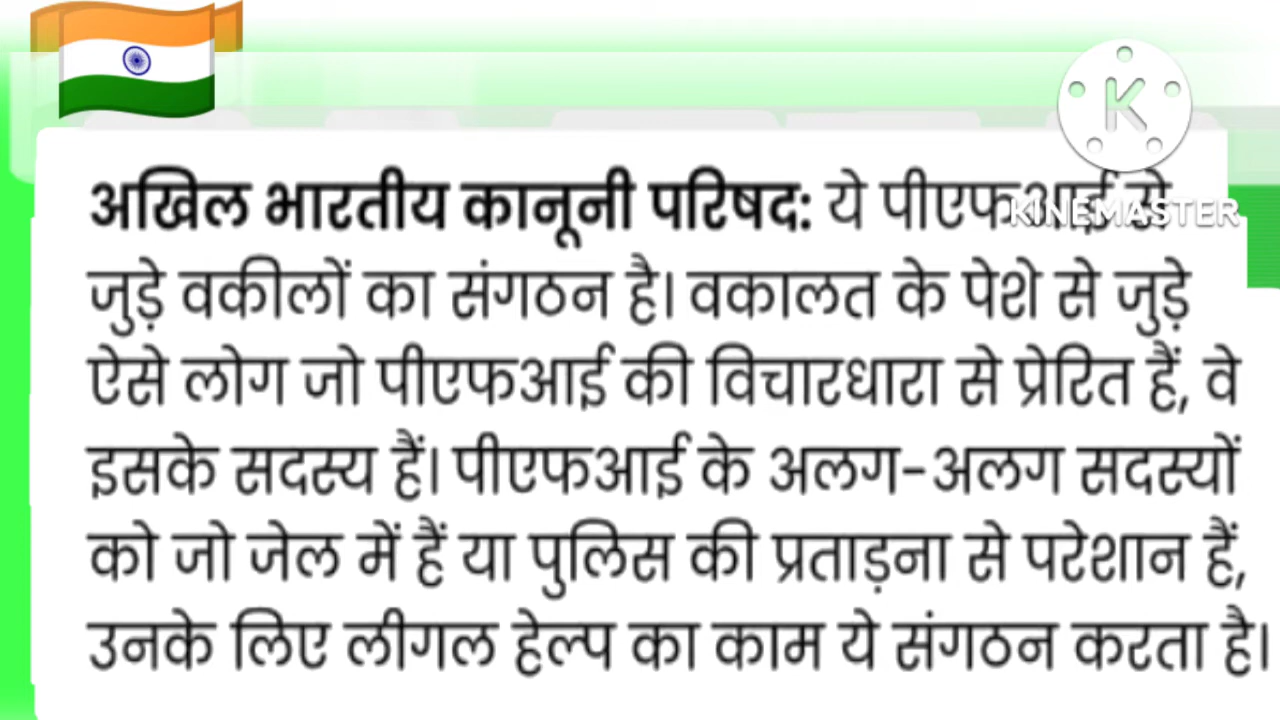 अखिल भारतीय कानूनी परिषद: ये पीएफआई से
KINEMASTER
जुड़े वकीलों का संगठन है। वकालत के पेशे से जुड़े
ऐसे लोग जो पीएफआई की विचारधारा से प्रेरित हैं, वे
इसके सदस्य हैं। पीएफआई के अलग-अलग सदस्यों
को जो जेल में हैं या पुलिस की प्रताड़ना से परेशान हैं,
उनके लिए लीगल हेल्प का काम ये संगठन करता है।